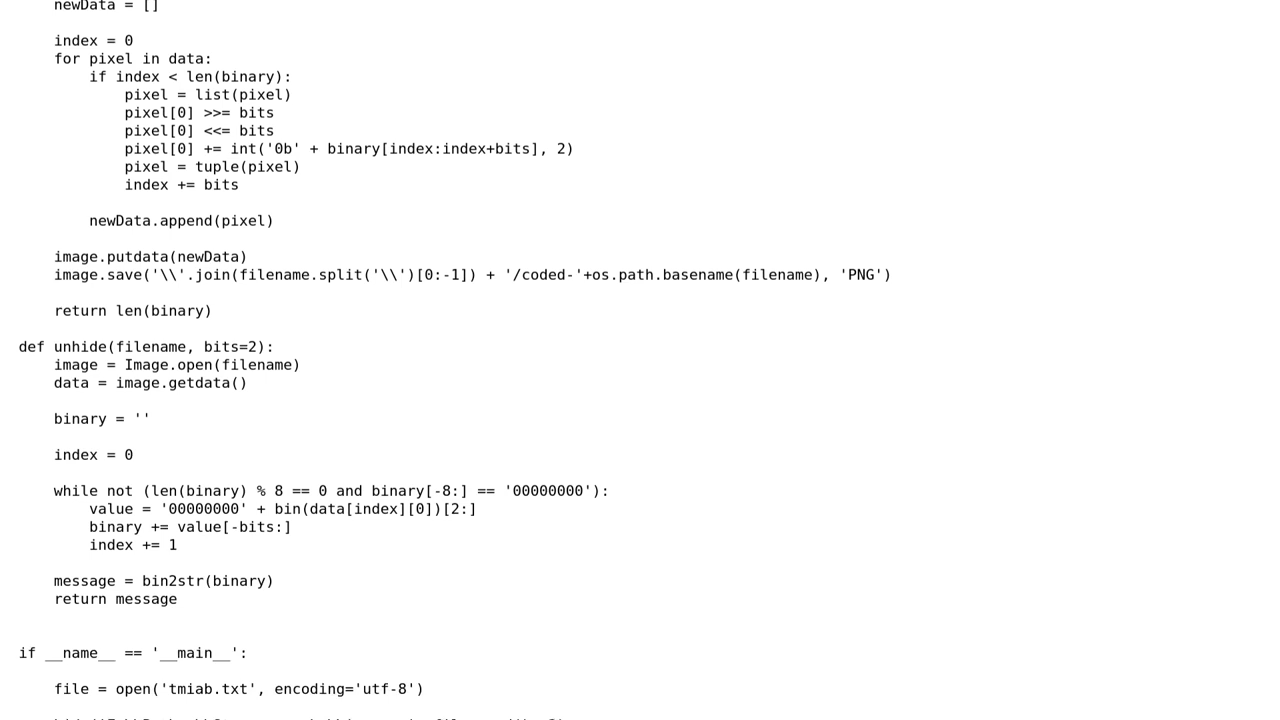 newData = []
index = 0
for pixel in data:
if index < len(binary):
pixel = list(pixel)
pixel[0] >>= bits
pixel[0] <<= bits
pixel[0] += int('0b' + binary[index:index+bits], 2)
pixel = tuple(pixel)
index += bits
newData.append(pixel)
image.putdata(newData)
image.save('\\'.join(filename.split('\\')[0:-1]) + '/coded-'+os.path.basename(filename), 'PNG')
return len(binary)
def unhide(filename, bits=2):
image = Image.open(filename)
data = image.getdata()
binary = ''
index = 0
while not (len(binary) % 8 == 0 and binary[-8:] == '00000000'):
value = '00000000' + bin(data[index][0])[2:]
binary += value[-bits:]
index += 1
message = bin2str(binary)
return message
if __name__ == '__main__':
file = open('tmiab.txt', encoding='utf-8')